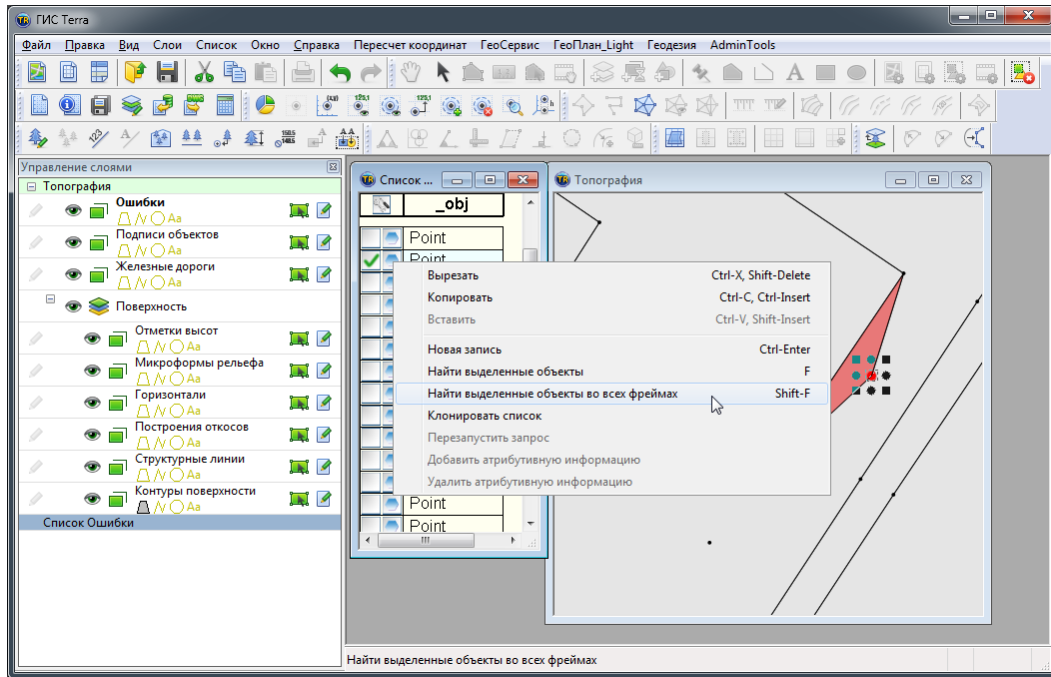 ГИС Terra
Файл Правка Вид Слои Список Окно Справка Пересчет координат ГеоСервис ГеоПлан_Light Геодезия AdminTools
Управление слоями
Топография
Ошибки
Aa
Подписи объектов
Aa
Железные дороги
Aa
Поверхность
Отметки высот
Aa
Микроформы рельефа
Aa
Горизонтали
Aa
Построения откосов
Aa
Структурные линии
Aa
Контуры поверхности
Aa
Список Ошибки
Список ...
_obj
Point
Point
Point
Point
Топография
Вырезать Ctrl-X, Shift-Delete
Копировать Ctrl-C, Ctrl-Insert
Вставить Ctrl-V, Shift-Insert
Новая запись Ctrl-Enter
Найти выделенные объекты F
Найти выделенные объекты во всех фреймах Shift-F
Клонировать список
Перезапустить запрос
Добавить атрибутивную информацию
Удалить атрибутивную информацию
Найти выделенные объекты во всех фреймах